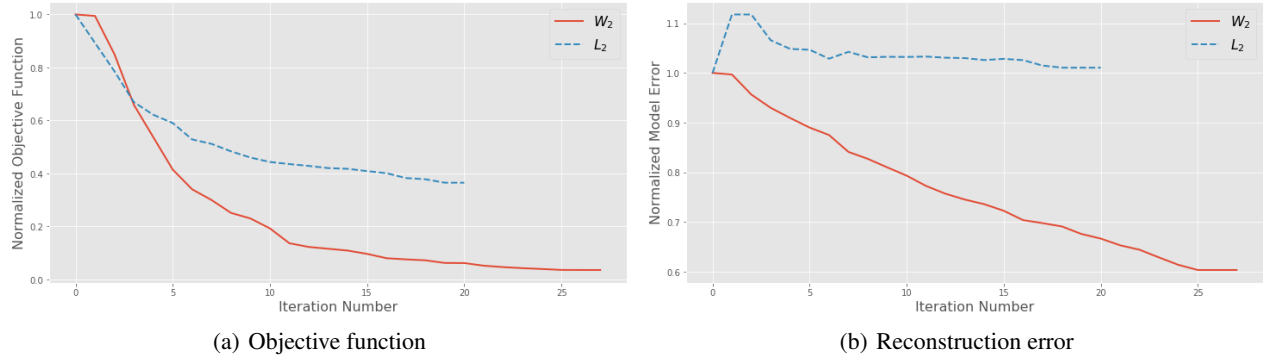 1.0
0.8
0.6
0.4
0.2
0.0
Normalized Objective Function
0
5
10
15
20
25
Iteration Number
W₂
L₂
(a) Objective function
1.1
1.0
0.9
0.8
0.7
0.6
Normalized Model Error
0
5
10
15
20
25
Iteration Number
W₂
L₂
(b) Reconstruction error